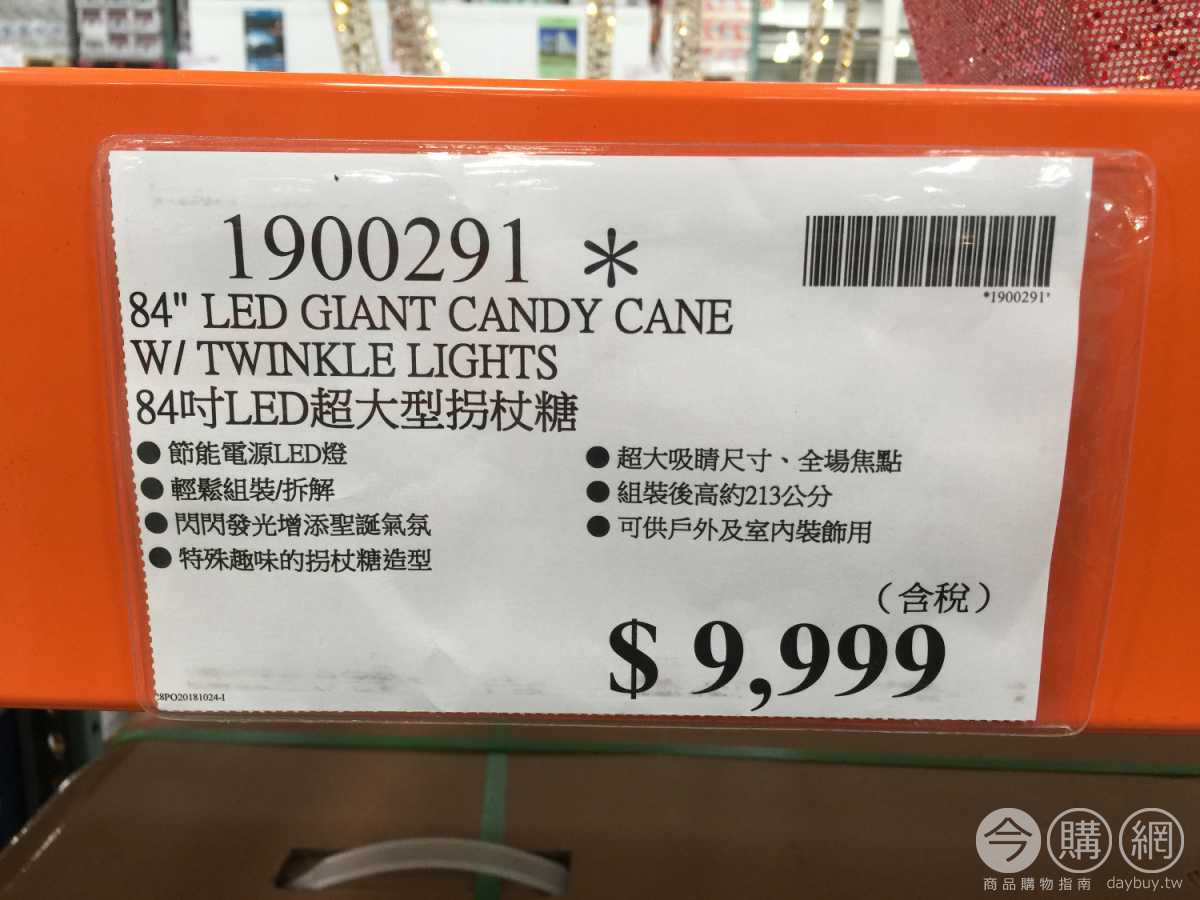 1900291 *
*1900291*
84" LED GIANT CANDY CANE
W/ TWINKLE LIGHTS
84吋LED超大型拐杖糖
● 節能電源LED燈
● 輕鬆組裝/拆解
● 閃閃發光增添聖誕氣氛
● 特殊趣味的拐杖糖造型
● 超大吸睛尺寸、全場焦點
● 組裝後高約213公分
● 可供戶外及室內裝飾用
（含稅）
$ 9,999
C8PO20181024-1
今購網
商品購物指南 daybuy.tw